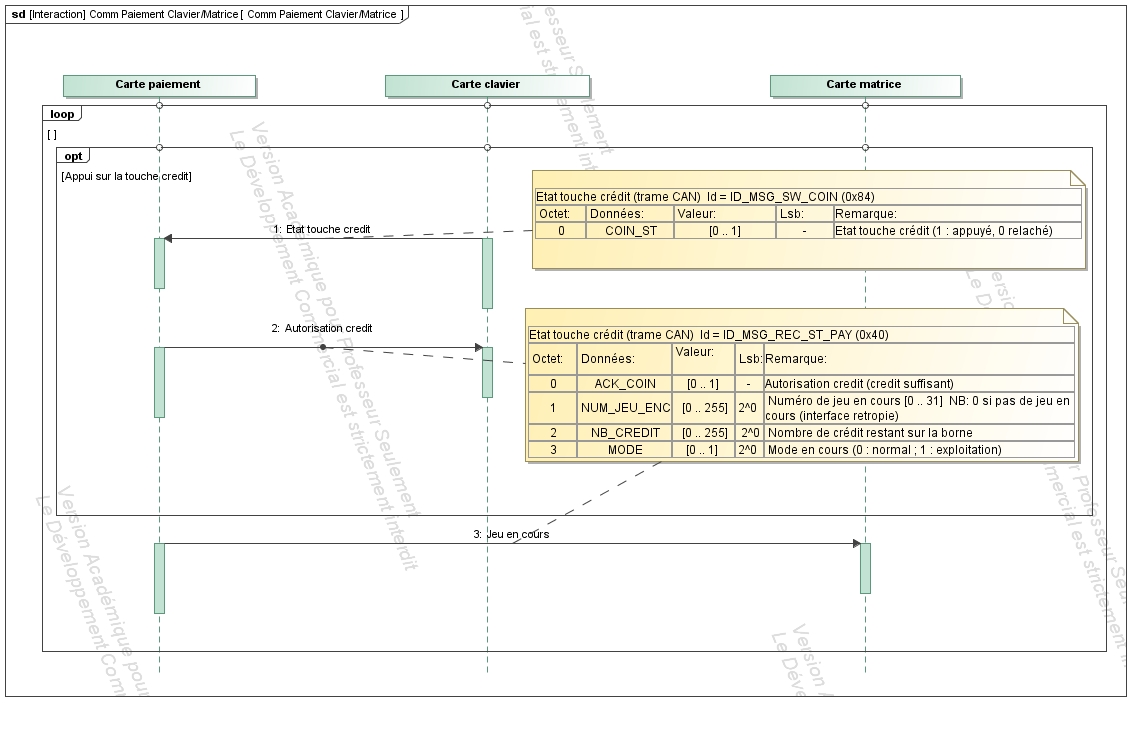 sd [Interaction] Comm Paiement Clavier/Matrice [ Comm Paiement Clavier/Matrice ]
Carte paiement
Carte clavier
Carte matrice
loop
[ ]
opt
[Appui sur la touche credit]
Etat touche crédit (trame CAN) Id = ID_MSG_SW_COIN (0x84)
Octet: Données: Valeur: Lsb: Remarque:
0 COIN_ST [0 .. 1] - Etat touche crédit (1 : appuyé, 0 relaché)
1: Etat touche credit
2: Autorisation credit
Etat touche crédit (trame CAN) Id = ID_MSG_REC_ST_PAY (0x40)
Octet: Données: Valeur: Lsb: Remarque:
0 ACK_COIN [0 .. 1] - Autorisation credit (credit suffisant)
1 NUM_JEU_ENC [0 .. 255] 2^0 Numéro de jeu en cours [0 .. 31] NB: 0 si pas de jeu en
cours (interface retropie)
2 NB_CREDIT [0 .. 255] 2^0 Nombre de crédit restant sur la borne
3 MODE [0 .. 1] 2^0 Mode en cours (0 : normal ; 1 : exploitation)
3: Jeu en cours
Version Académique pour Professeur Seulement
Le Développement Commercial est strictement interdit